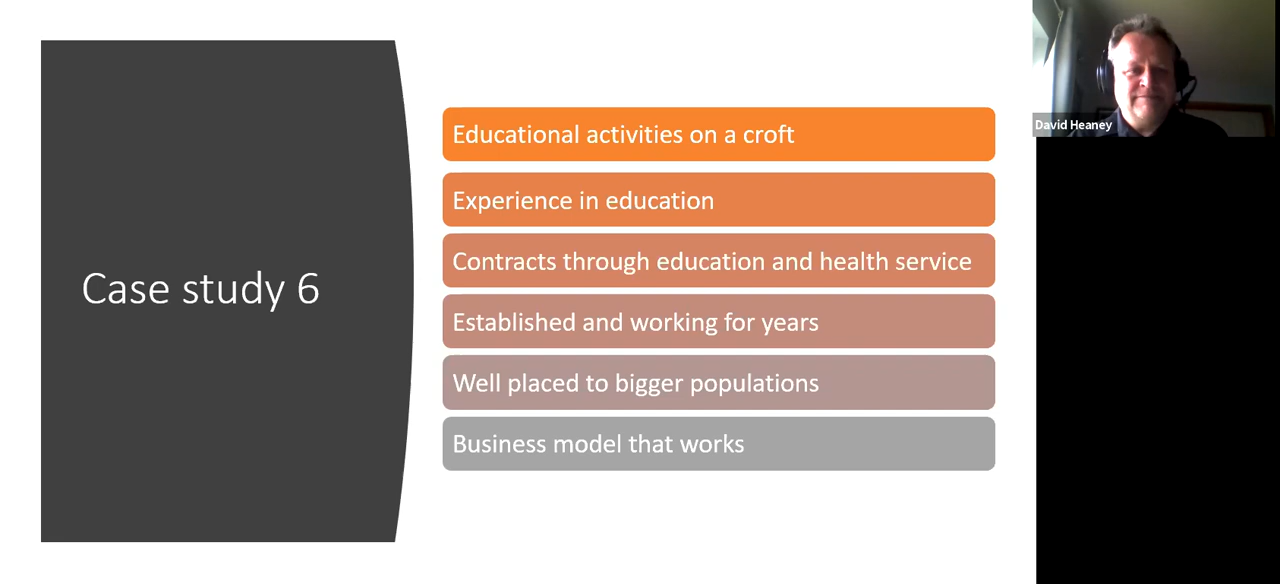 Case study 6
Educational activities on a croft
Experience in education
Contracts through education and health service
Established and working for years
Well placed to bigger populations
Business model that works
David Heaney